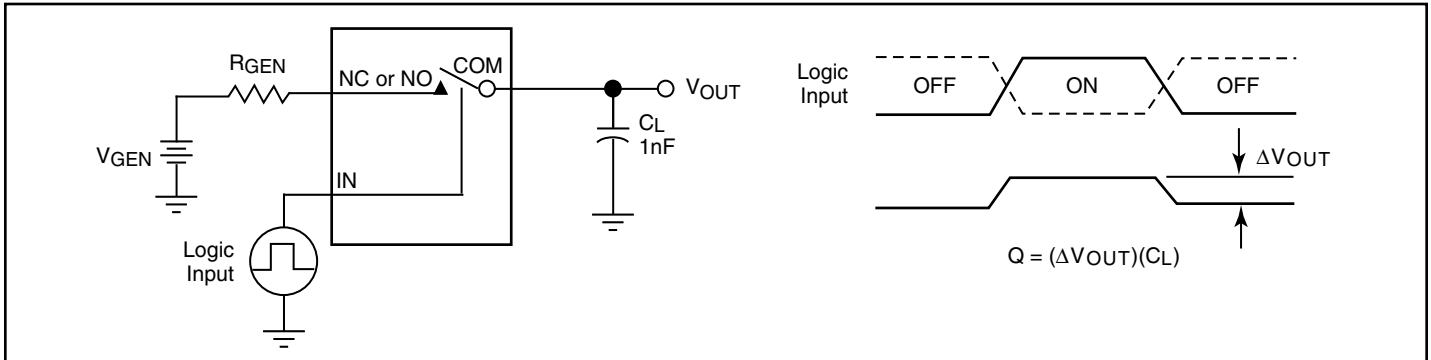 RGEN
NC or NO
COM
VOUT
CL
1nF
VGEN
IN
Logic
Input
Logic
Input
OFF
ON
OFF
ΔVOUT
Q = (ΔVOUT)(CL)